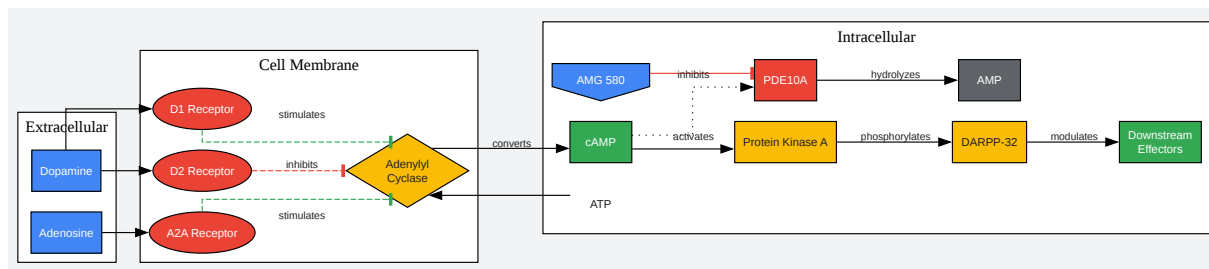 Extracellular
Dopamine
Adenosine
Cell Membrane
D1 Receptor
stimulates
D2 Receptor
inhibits
Adenylyl
Cyclase
A2A Receptor
stimulates
converts
Intracellular
AMG 580
inhibits
PDE10A
hydrolyzes
AMP
cAMP
activates
Protein Kinase A
phosphorylates
DARPP-32
modulates
Downstream
Effectors
ATP